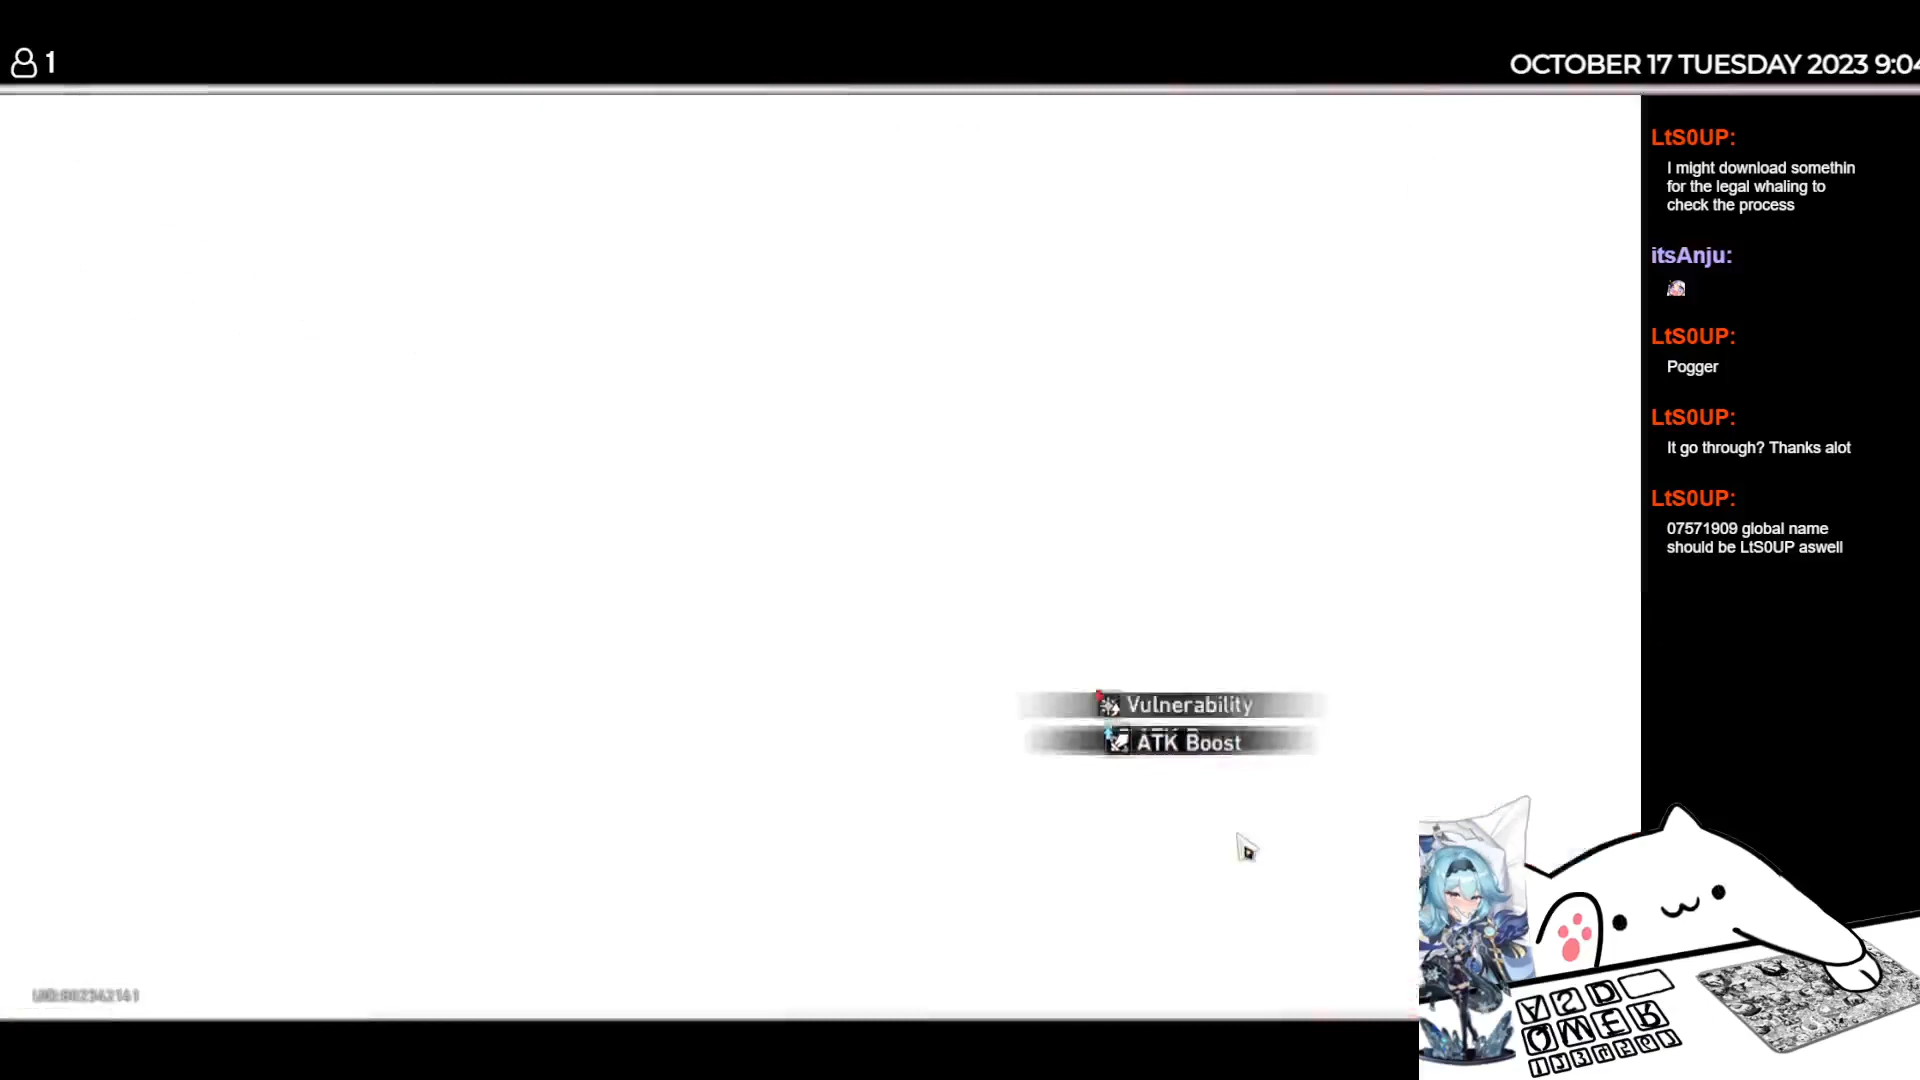 1
OCTOBER 17 TUESDAY 2023 9:04
LtS0UP:
I might download somethin
for the legal whaling to
check the process
itsAnju:
LtS0UP:
Pogger
LtS0UP:
It go through? Thanks alot
LtS0UP:
07571909 global name
should be LtS0UP aswell
Vulnerability
ATK Boost
A S D
Q W E R